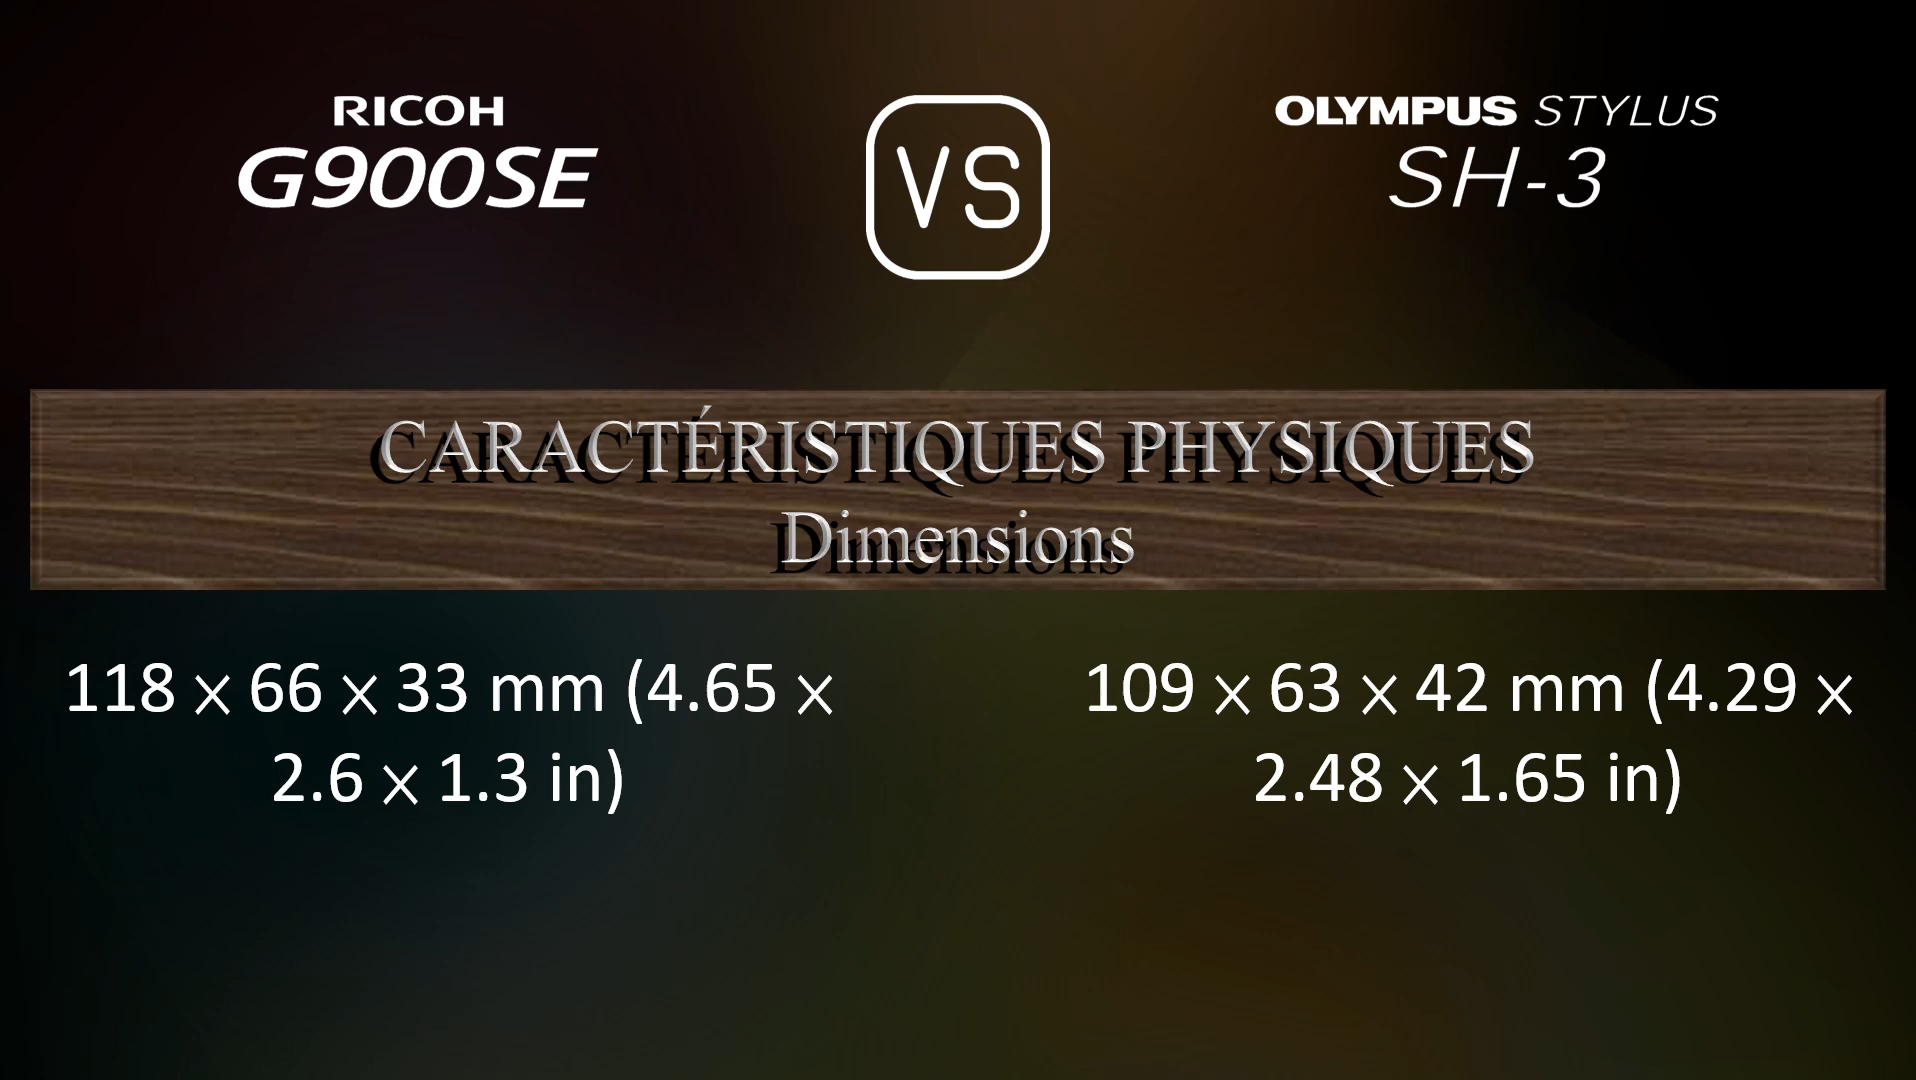 RICOH
G900SE
VS
OLYMPUS STYLUS
SH-3
CARACTÉRISTIQUES PHYSIQUES
Dimensions
118 x 66 x 33 mm (4.65 x
2.6 x 1.3 in)
109 x 63 x 42 mm (4.29 x
2.48 x 1.65 in)